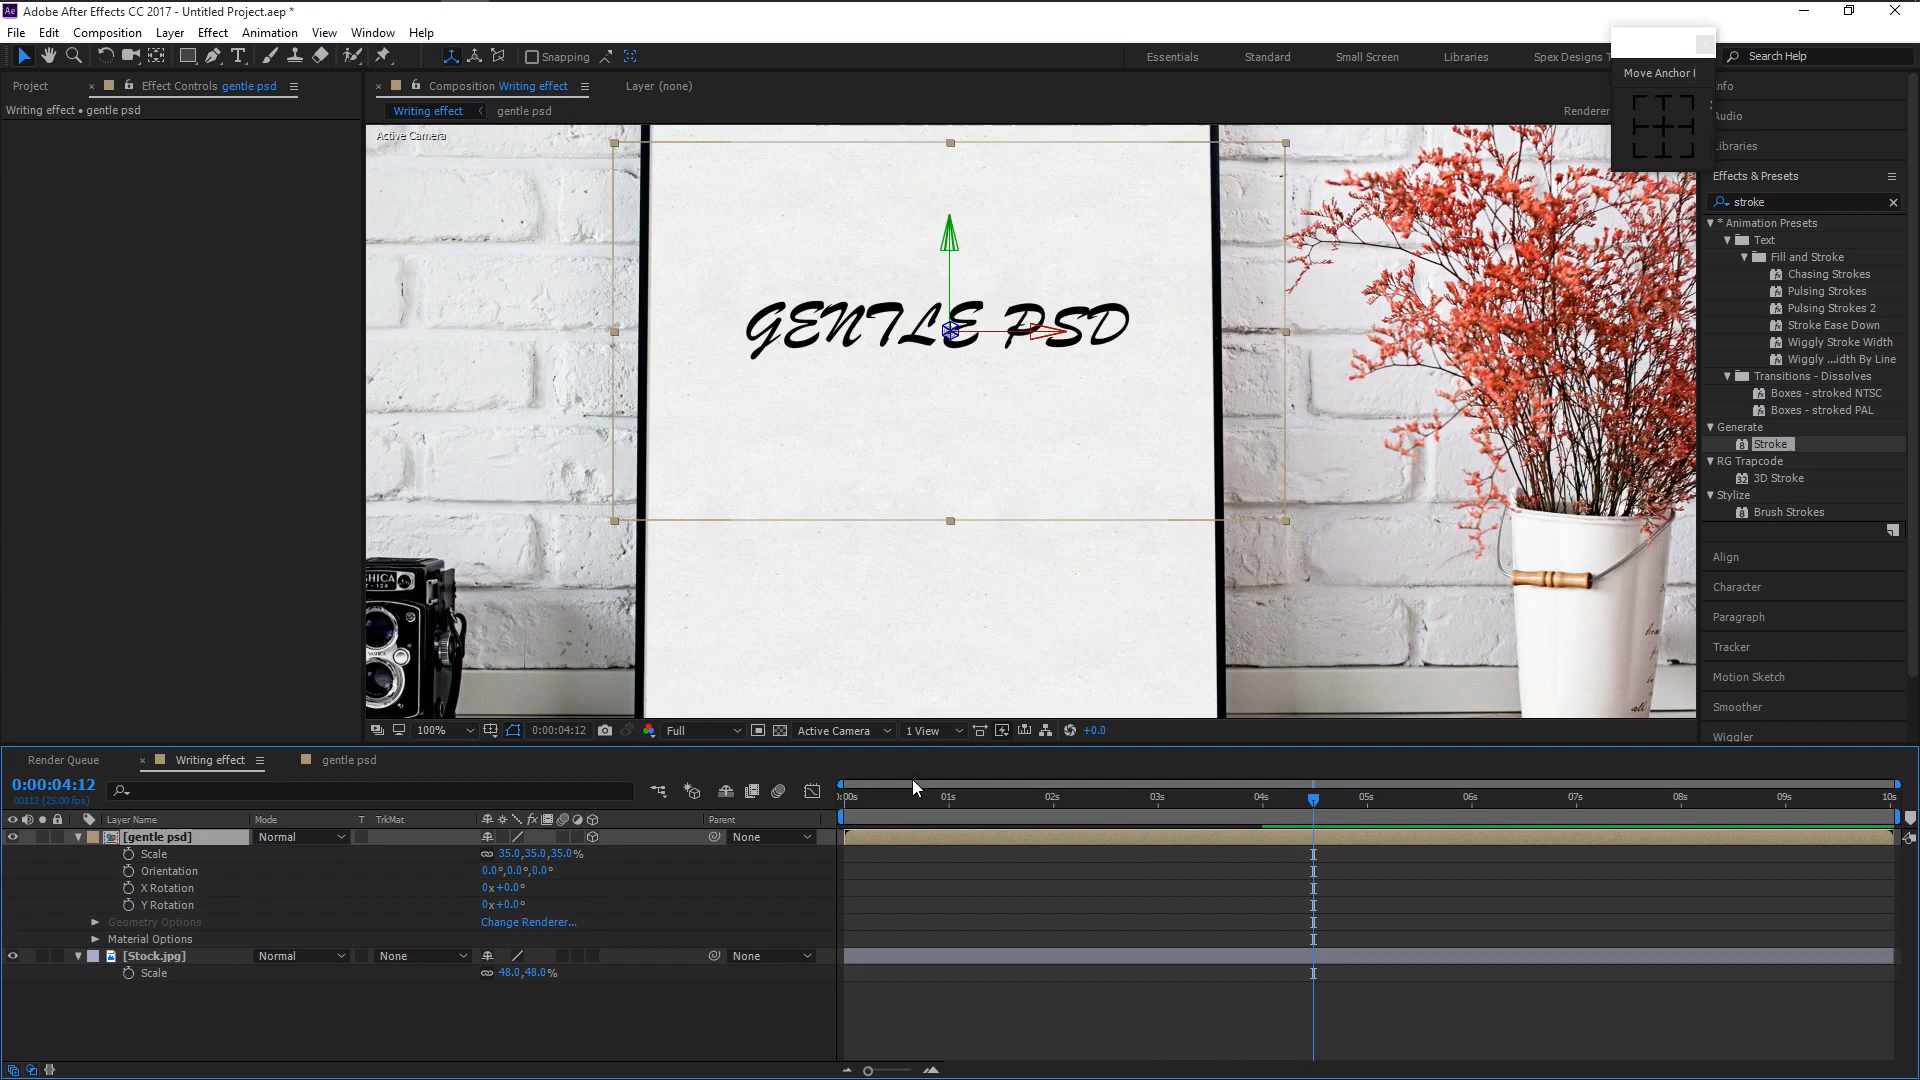 Adobe After Effects CC 2017 - Untitled Project.aep *
File Edit Composition Layer Effect Animation View Window Help
Snapping
Essentials Standard Small Screen Libraries Spex Designs T
Search Help
Move Anchor
Project Effect Controls gentle psd
Composition Writing effect
Layer (none)
Writing effect • gentle psd
Writing effect gentle psd
Renderer
Active Camera
GENTLE PSD
Info
Audio
Libraries
Effects & Presets
stroke
* Animation Presets
Text
Fill and Stroke
Chasing Strokes
Pulsing Strokes
Pulsing Strokes 2
Stroke Ease Down
Wiggly Stroke Width
Wiggly ...idth By Line
Transitions - Dissolves
Boxes - stroked NTSC
Boxes - stroked PAL
Generate
Stroke
RG Trapcode
3D Stroke
Stylize
Brush Strokes
Align
Character
Paragraph
Tracker
Motion Sketch
Smoother
Wiggler
100% 0:00:04:12 Full Active Camera 1 View +0.0
Render Queue Writing effect gentle psd
0:00:04:12
00112 (25.00 fps)
:00s 01s 02s 03s 04s 05s 06s 07s 08s 09s 10s
Layer Name Mode T TrkMat Parent
[gentle psd] Normal None
Scale 35.0,35.0,35.0%
Orientation 0.0°,0.0°,0.0°
X Rotation 0x+0.0°
Y Rotation 0x+0.0°
Geometry Options Change Renderer...
Material Options
[Stock.jpg] Normal None None
Scale 48.0,48.0%